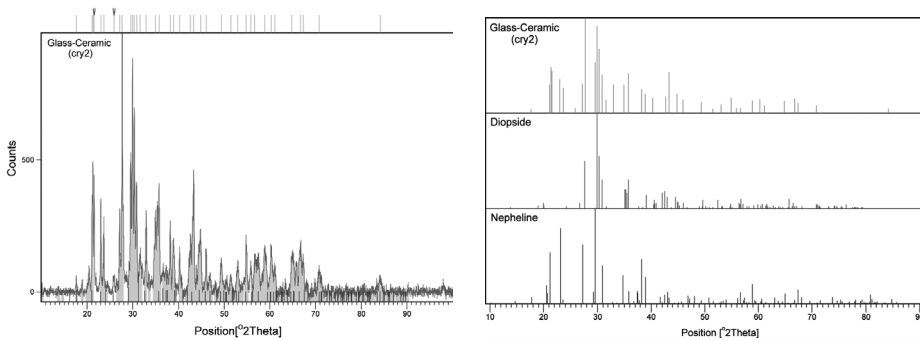 Glass-Ceramic
(cry2)
Counts
500
0
20 30 40 50 60 70 80 90
Position[°2Theta]
Glass-Ceramic
(cry2)
Diopside
Nepheline
10 20 30 40 50 60 70 80 90
Position [°2Theta]